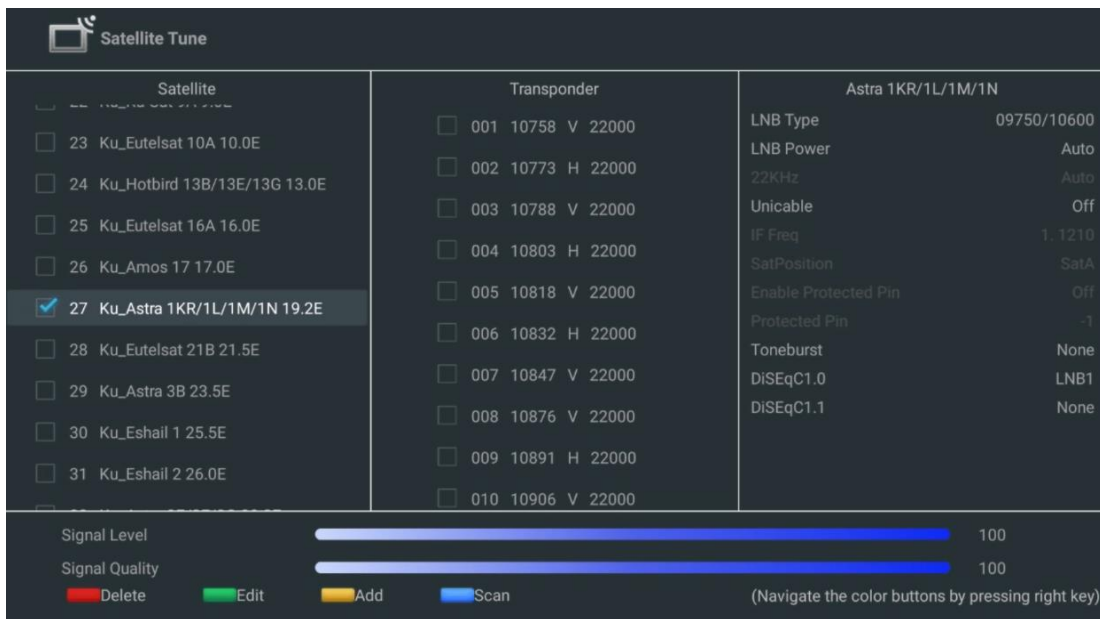 Satellite Tune
Satellite
23 Ku_Eutelsat 10A 10.0E
24 Ku_Hotbird 13B/13E/13G 13.0E
25 Ku_Eutelsat 16A 16.0E
26 Ku_Amos 17 17.0E
27 Ku_Astra 1KR/1L/1M/1N 19.2E
28 Ku_Eutelsat 21B 21.5E
29 Ku_Astra 3B 23.5E
30 Ku_Eshail 1 25.5E
31 Ku_Eshail 2 26.0E
Transponder
001 10758 V 22000
002 10773 H 22000
003 10788 V 22000
004 10803 H 22000
005 10818 V 22000
006 10832 H 22000
007 10847 V 22000
008 10876 V 22000
009 10891 H 22000
010 10906 V 22000
Astra 1KR/1L/1M/1N
LNB Type 09750/10600
LNB Power Auto
22KHz Auto
Unicable Off
IF Freq 1. 1210
SatPosition SatA
Enable Protected Pin Off
Protected Pin -1
Toneburst None
DiSEqC1.0 LNB1
DiSEqC1.1 None
Signal Level 100
Signal Quality 100
Delete Edit Add Scan (Navigate the color buttons by pressing right key)